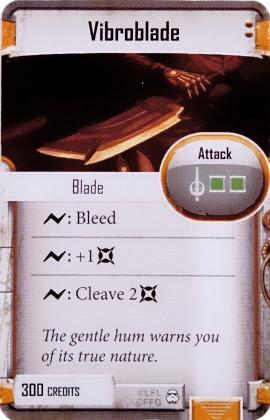 Vibroblade
Attack
Blade
: Bleed
: +1
: Cleave 2
The gentle hum warns you
of its true nature.
300 CREDITS
©LFL
©FFG